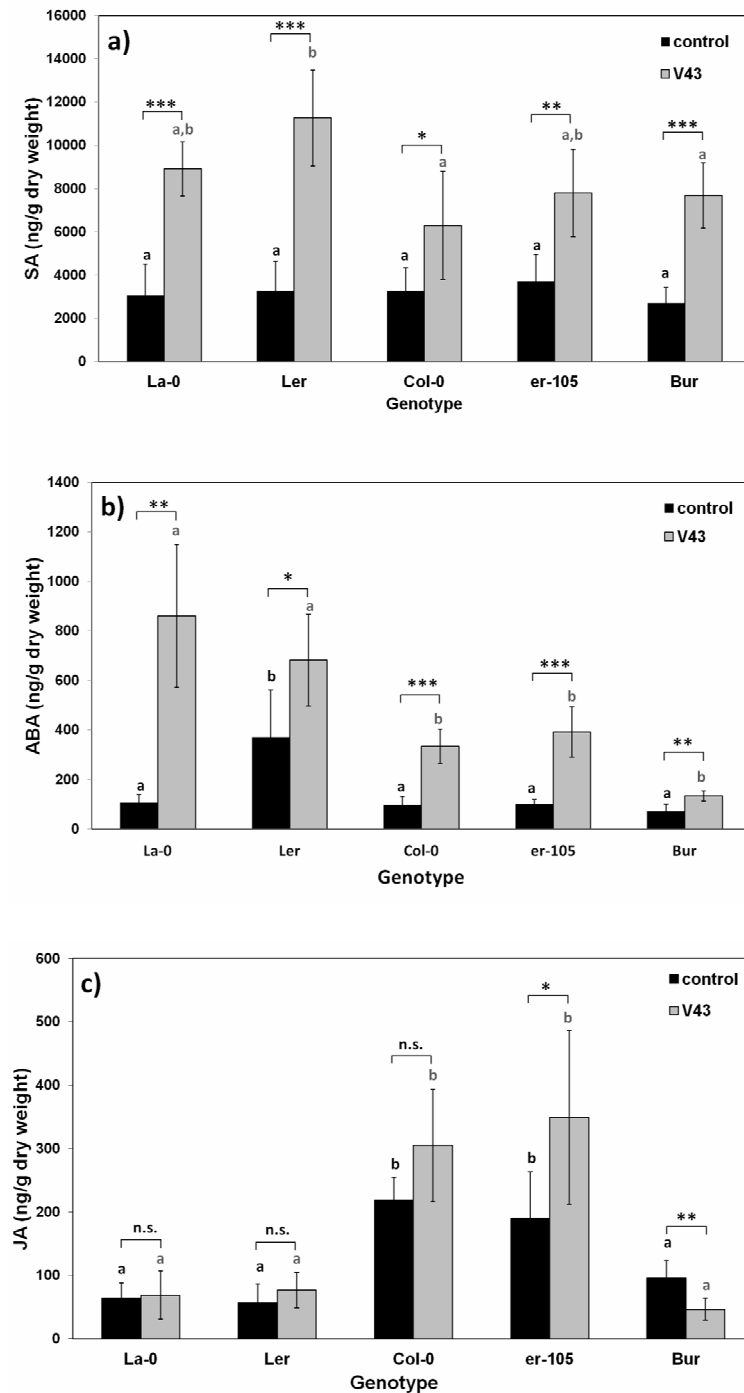 a)
16000
14000
12000
10000
8000
6000
4000
2000
0
SA (ng/g dry weight)
control
V43
*** *** * ** ***
a a,b a b a a a a,b a a
La-0 Ler Col-0 er-105 Bur
Genotype
b)
1400
1200
1000
800
600
400
200
0
ABA (ng/g dry weight)
control
V43
** * *** *** **
a a b a a b a b a b
La-0 Ler Col-0 er-105 Bur
Genotype
c)
600
500
400
300
200
100
0
JA (ng/g dry weight)
control
V43
n.s. n.s. n.s. * **
a a a a b b b b a a
La-0 Ler Col-0 er-105 Bur
Genotype